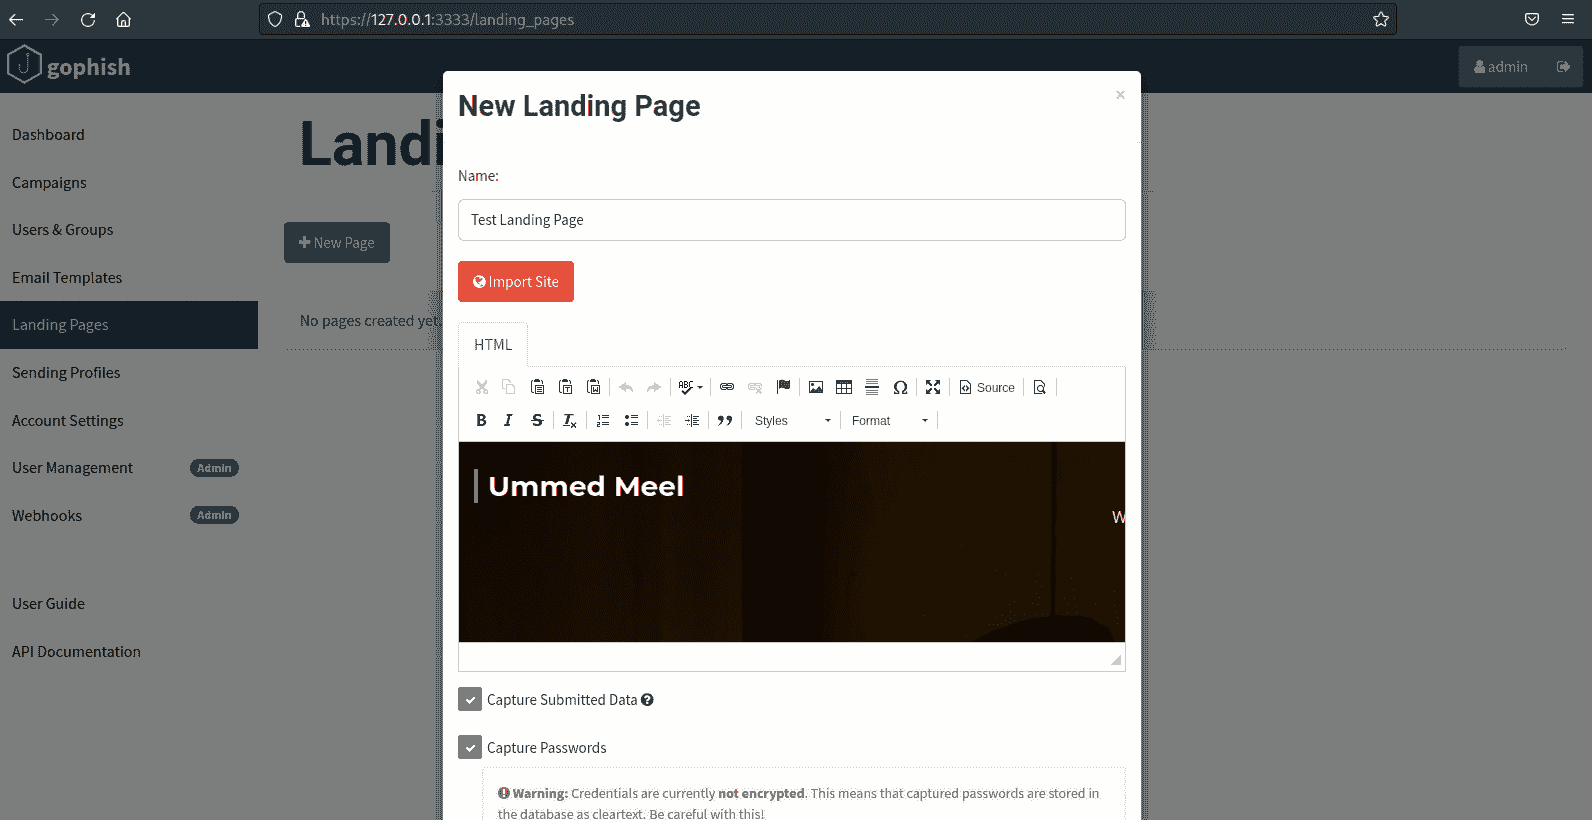 https://127.0.0.1:3333/landing_pages
gophish
admin
Dashboard
Campaigns
Users & Groups
Email Templates
Landing Pages
Sending Profiles
Account Settings
User Management Admin
Webhooks Admin
User Guide
API Documentation
Landi
New Page
No pages created yet.
New Landing Page
×
Name:
Test Landing Page
Import Site
HTML
ABC
Source
B I S Tx
Styles Format
Ummed Meel
W
Capture Submitted Data
Capture Passwords
Warning: Credentials are currently not encrypted. This means that captured passwords are stored in
the database as cleartext. Be careful with this!